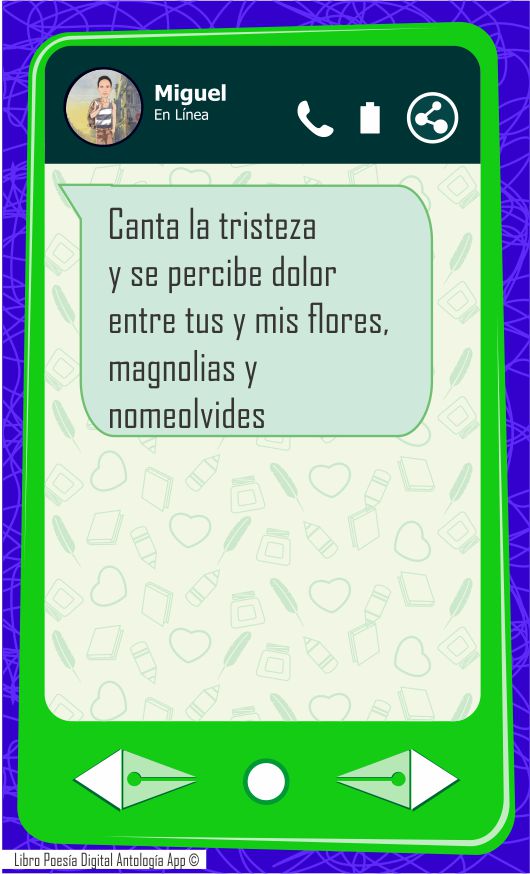 Miguel
En Línea
Canta la tristeza
y se percibe dolor
entre tus y mis flores,
magnolias y
nomeolvides
Libro Poesía Digital Antología App ©